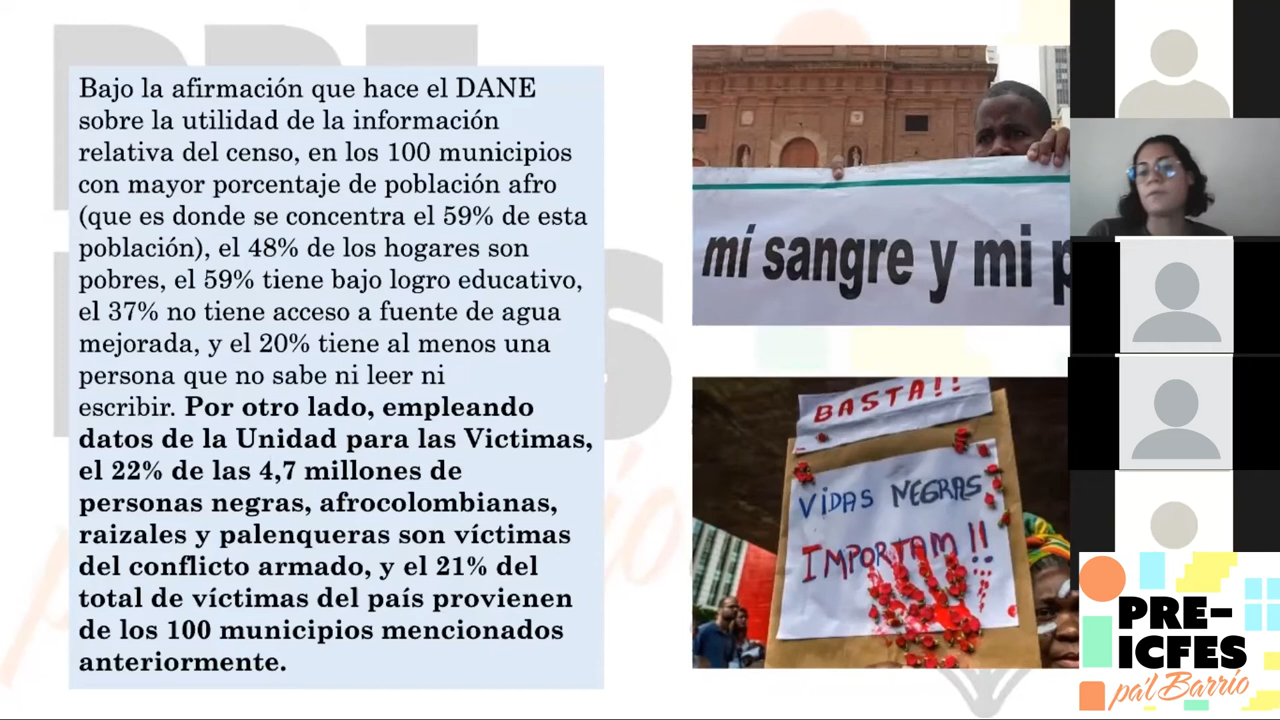 Bajo la afirmación que hace el DANE
sobre la utilidad de la información
relativa del censo, en los 100 municipios
con mayor porcentaje de población afro
(que es donde se concentra el 59% de esta
población), el 48% de los hogares son
pobres, el 59% tiene bajo logro educativo,
el 37% no tiene acceso a fuente de agua
mejorada, y el 20% tiene al menos una
persona que no sabe ni leer ni
escribir. Por otro lado, empleando
datos de la Unidad para las Victimas,
el 22% de las 4,7 millones de
personas negras, afrocolombianas,
raizales y palenqueras son víctimas
del conflicto armado, y el 21% del
total de víctimas del país provienen
de los 100 municipios mencionados
anteriormente.
mi sangre y mi p
BASTA!!
VIDAS NEGRAS
IMPORTAM!!
PRE-
ICFES
pa'l Barrio